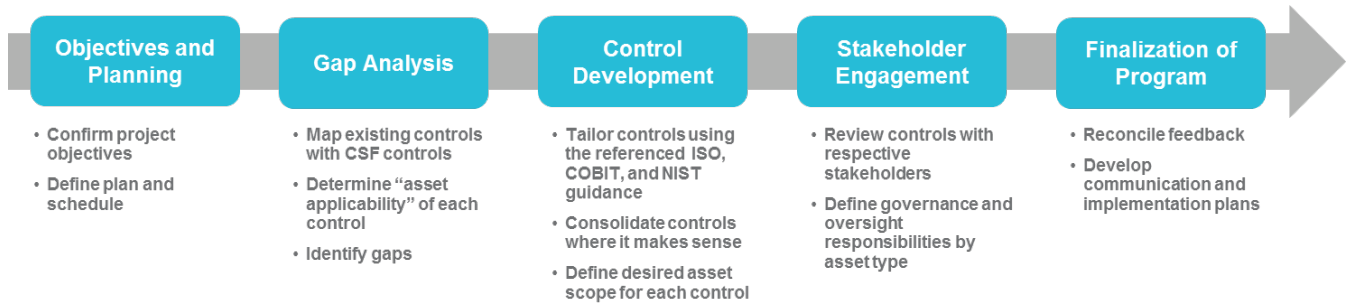 Objectives and
Planning
• Confirm project
objectives
• Define plan and
schedule
Gap Analysis
• Map existing controls
with CSF controls
• Determine “asset
applicability” of each
control
• Identify gaps
Control
Development
• Tailor controls using
the referenced ISO,
COBIT, and NIST
guidance
• Consolidate controls
where it makes sense
• Define desired asset
scope for each control
Stakeholder
Engagement
• Review controls with
respective
stakeholders
• Define governance and
oversight
responsibilities by
asset type
Finalization of
Program
• Reconcile feedback
• Develop
communication and
implementation plans